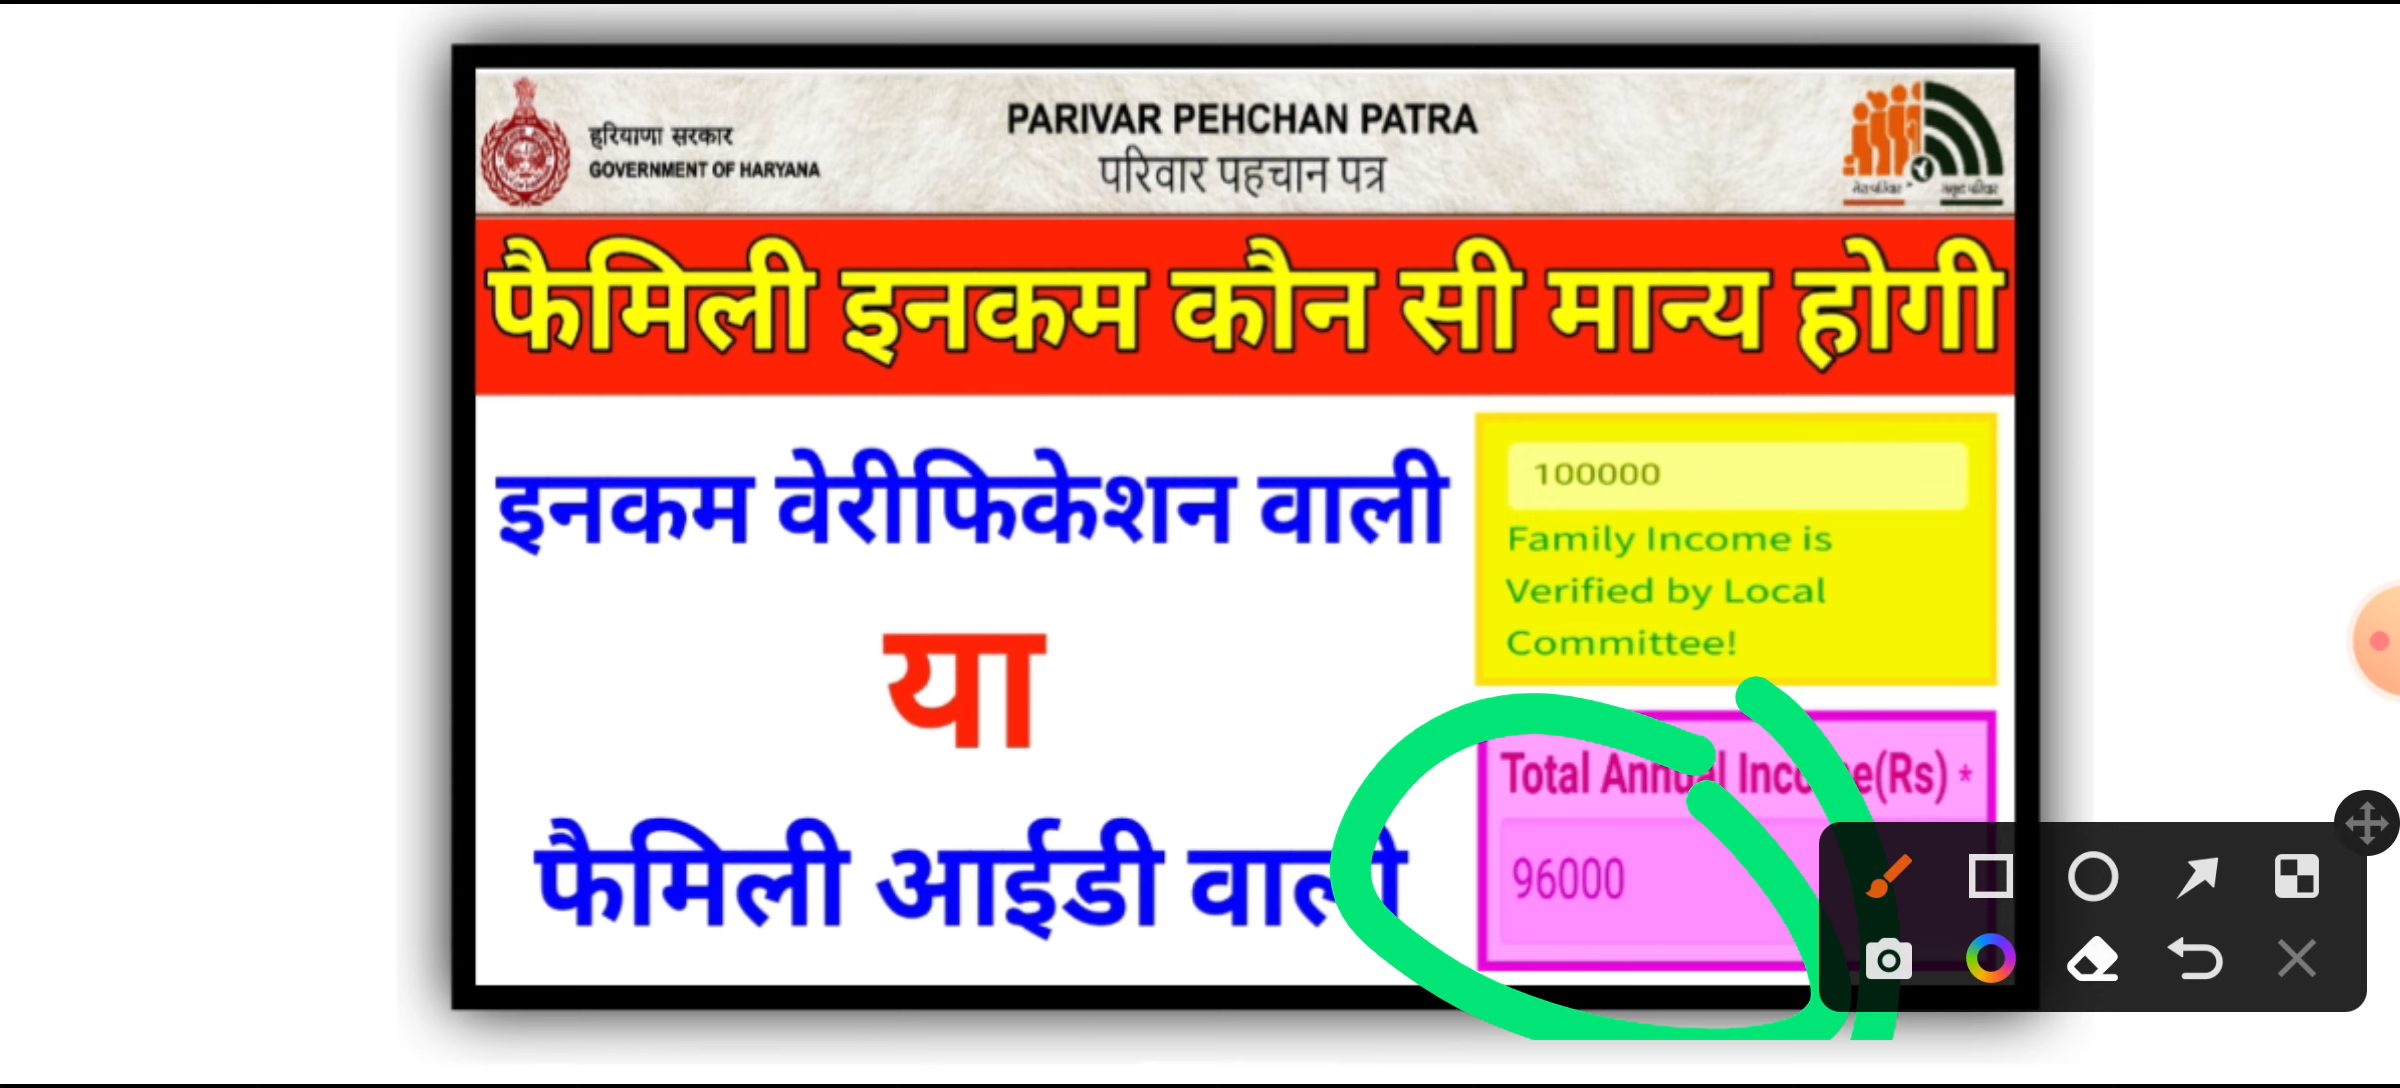 हरियाणा सरकार
GOVERNMENT OF HARYANA
PARIVAR PEHCHAN PATRA
परिवार पहचान पत्र
फैमिली इनकम कौन सी मान्य होगी
इनकम वेरीफिकेशन वाली
या
फैमिली आईडी वाली
100000
Family Income is
Verified by Local
Committee!
Total Annual Income(Rs) *
96000